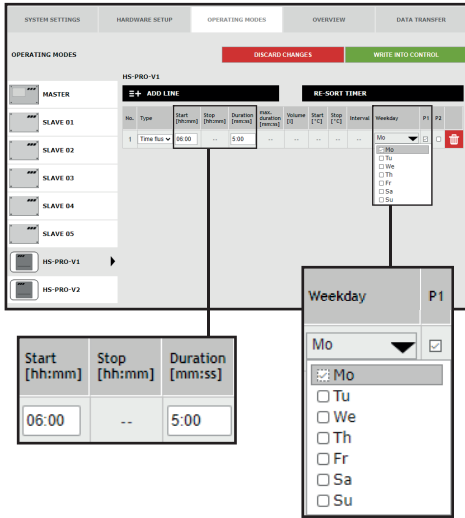 SYSTEM SETTINGS HARDWARE SETUP OPERATING MODES OVERVIEW DATA TRANSFER
OPERATING MODES DISCARD CHANGES WRITE INTO CONTROL
HS-PRO-V1
MASTER
SLAVE 01
SLAVE 02
SLAVE 03
SLAVE 04
SLAVE 05
HS-PRO-V1
HS-PRO-V2
ADD LINE RE-SORT TIMER
No. Type Start [hh:mm] Stop [hh:mm] Duration [mm:ss] max. duration [mm:ss] Volume [l] Start [°C] Stop [°C] Interval Weekday P1 P2
1 Time flus 06:00 -- 5:00 -- -- -- -- -- Mo
Mo
Tu
We
Th
Fr
Sa
Su
Start Stop Duration
[hh:mm] [hh:mm] [mm:ss]
06:00 -- 5:00
Weekday P1
Mo
Mo
Tu
We
Th
Fr
Sa
Su